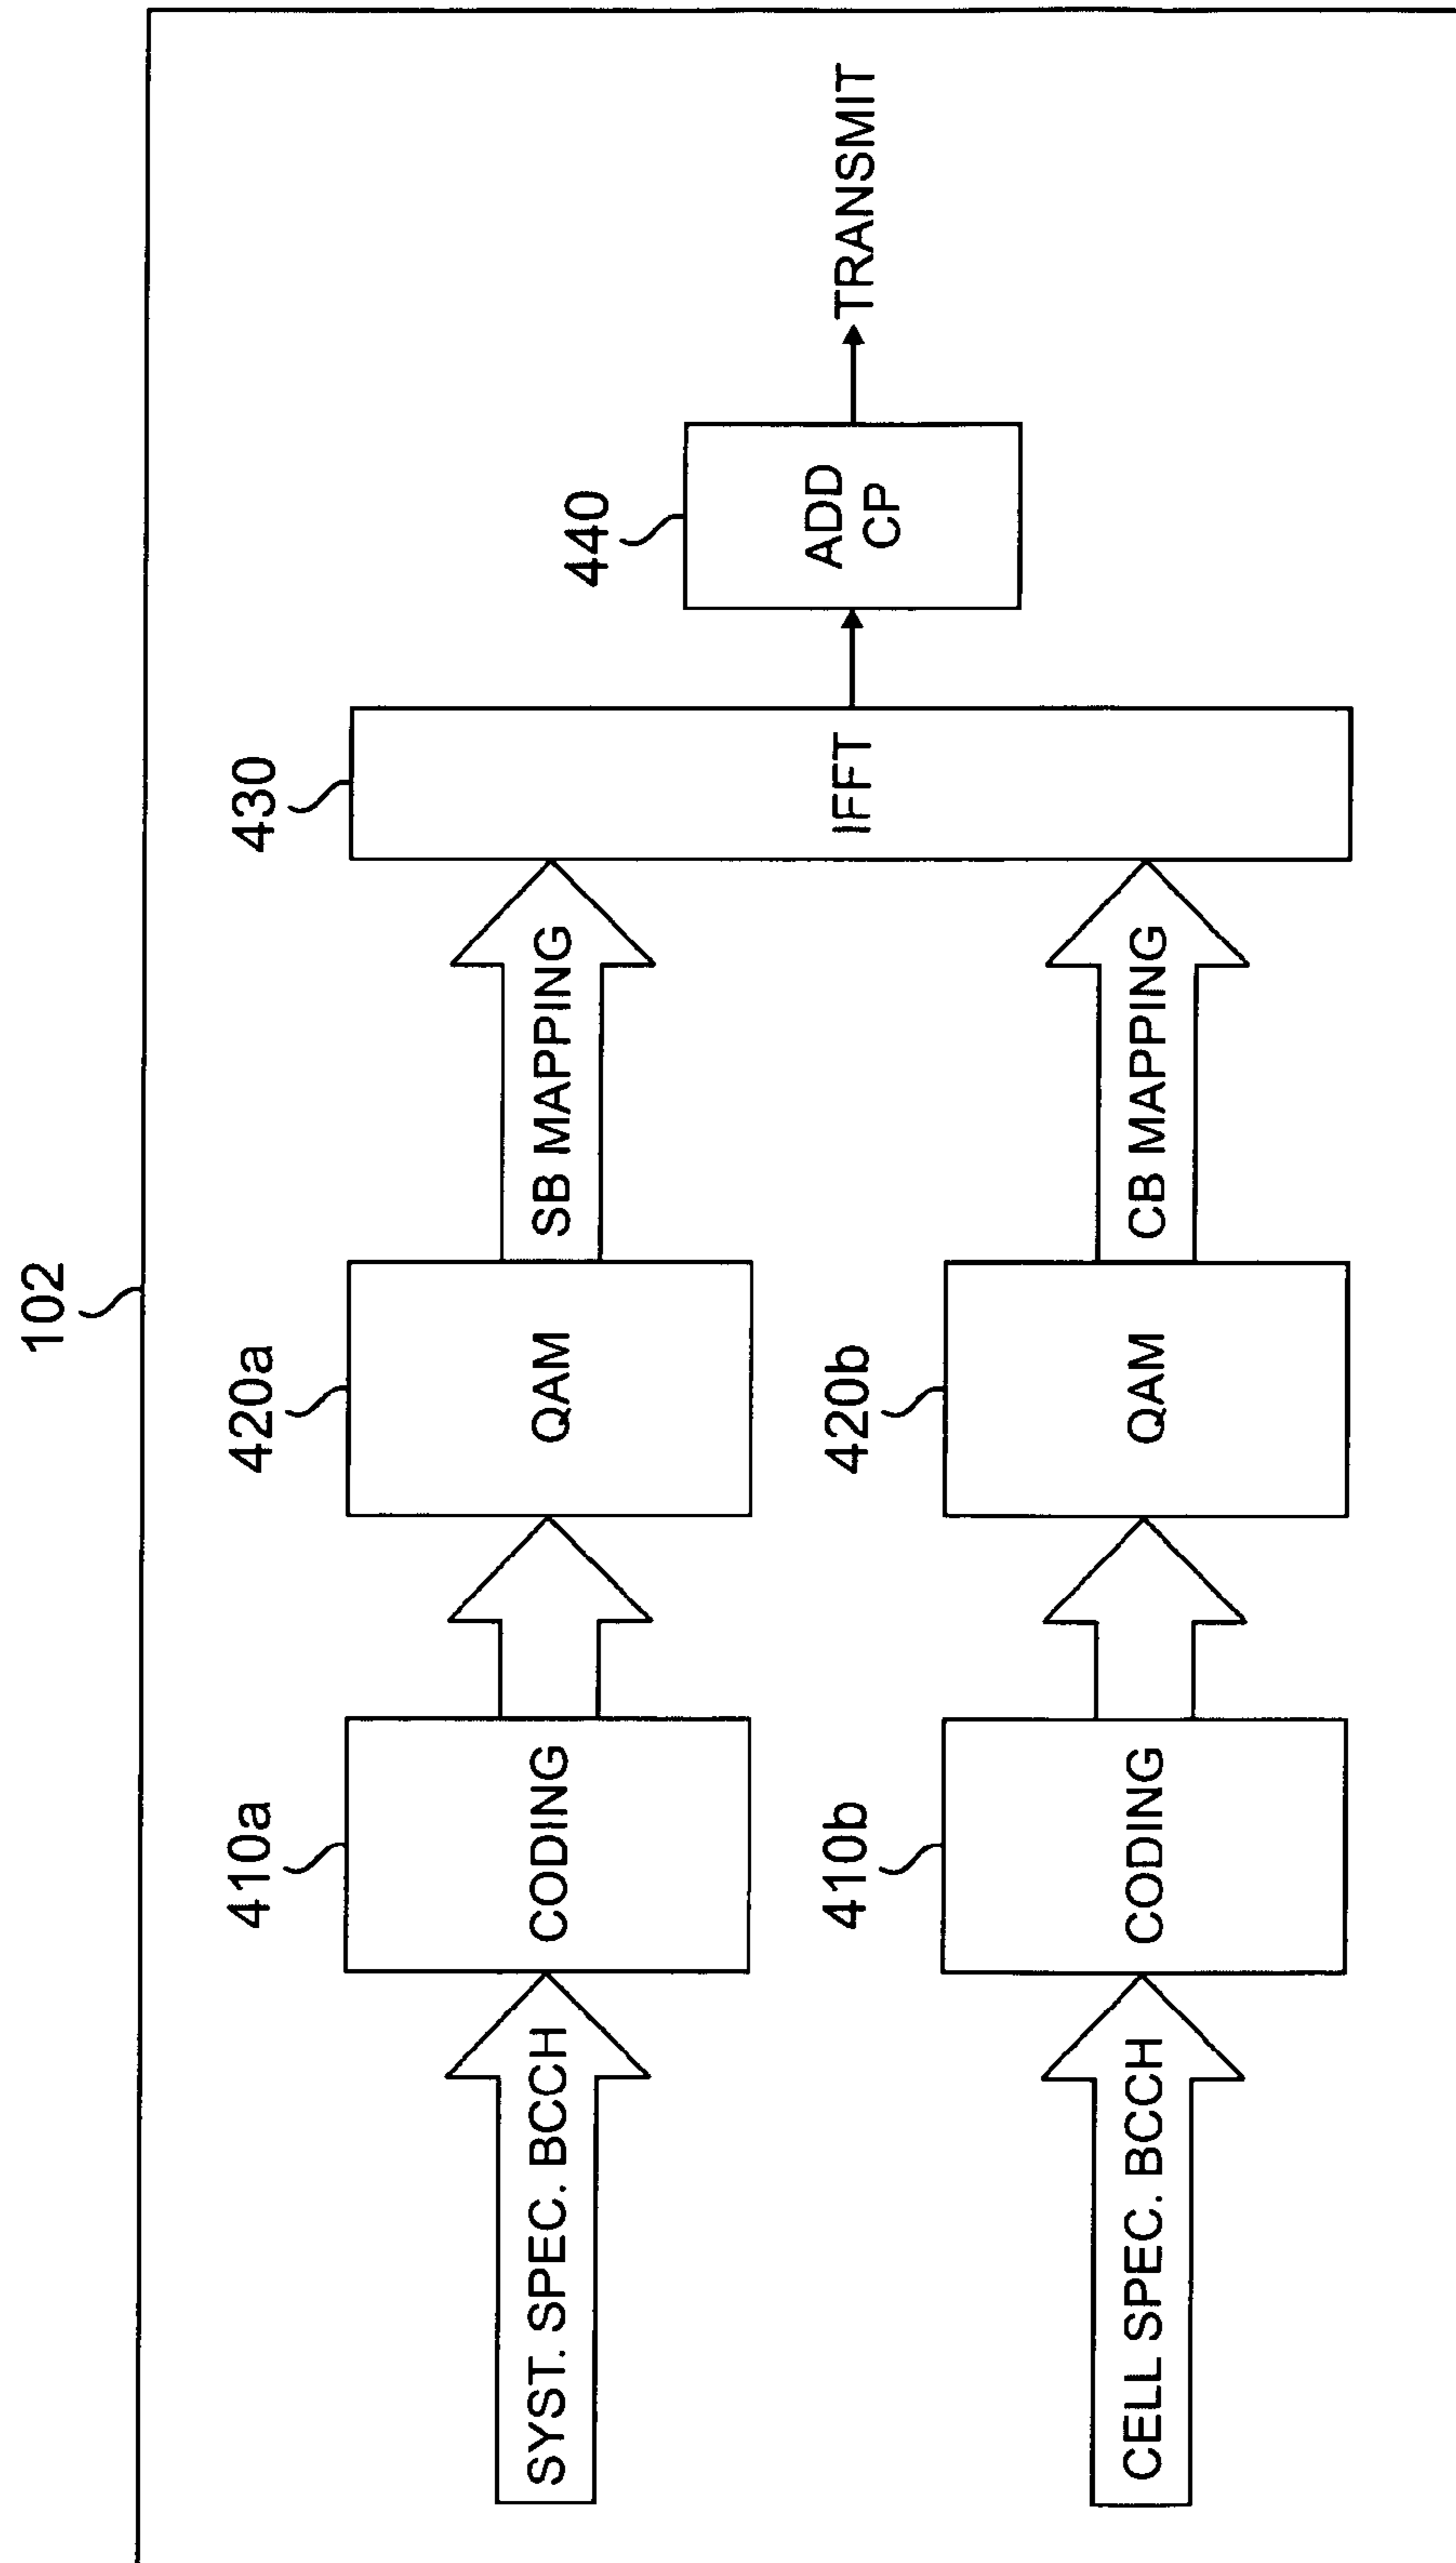 102
410a
420a
430
440
SYST. SPEC. BCCH
CODING
QAM
SB MAPPING
IFFT
ADD
CP
TRANSMIT
410b
420b
CELL SPEC. BCCH
CODING
QAM
CB MAPPING